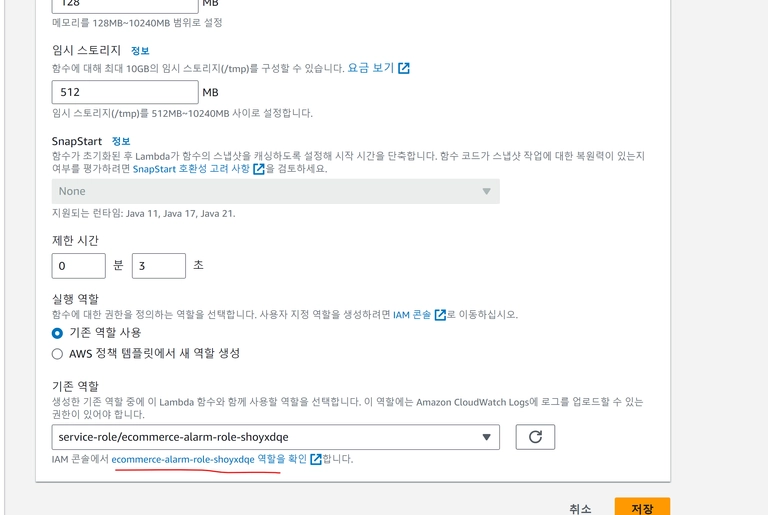 128 MB
메모리를 128MB~10240MB 범위로 설정
임시 스토리지 정보
함수에 대해 최대 10GB의 임시 스토리지(/tmp)를 구성할 수 있습니다. 요금 보기
512 MB
임시 스토리지(/tmp)를 512MB~10240MB 사이로 설정합니다.
SnapStart 정보
함수가 초기화된 후 Lambda가 함수의 스냅샷을 캐싱하도록 설정해 시작 시간을 단축합니다. 함수 코드가 스냅샷 작업에 대한 복원력이 있는지
여부를 평가하려면 SnapStart 호환성 고려 사항을 검토하세요.
None
지원되는 런타임: Java 11, Java 17, Java 21.
제한 시간
0 분 3 초
실행 역할
함수에 대한 권한을 정의하는 역할을 선택합니다. 사용자 지정 역할을 생성하려면 IAM 콘솔로 이동하십시오.
기존 역할 사용
AWS 정책 템플릿에서 새 역할 생성
기존 역할
생성한 기존 역할 중에 이 Lambda 함수와 함께 사용할 역할을 선택합니다. 이 역할에는 Amazon CloudWatch Logs에 로그를 업로드할 수 있는
권한이 있어야 합니다.
service-role/ecommerce-alarm-role-shoyxdqe
IAM 콘솔에서 ecommerce-alarm-role-shoyxdqe 역할을 확인합니다.
취소 저장